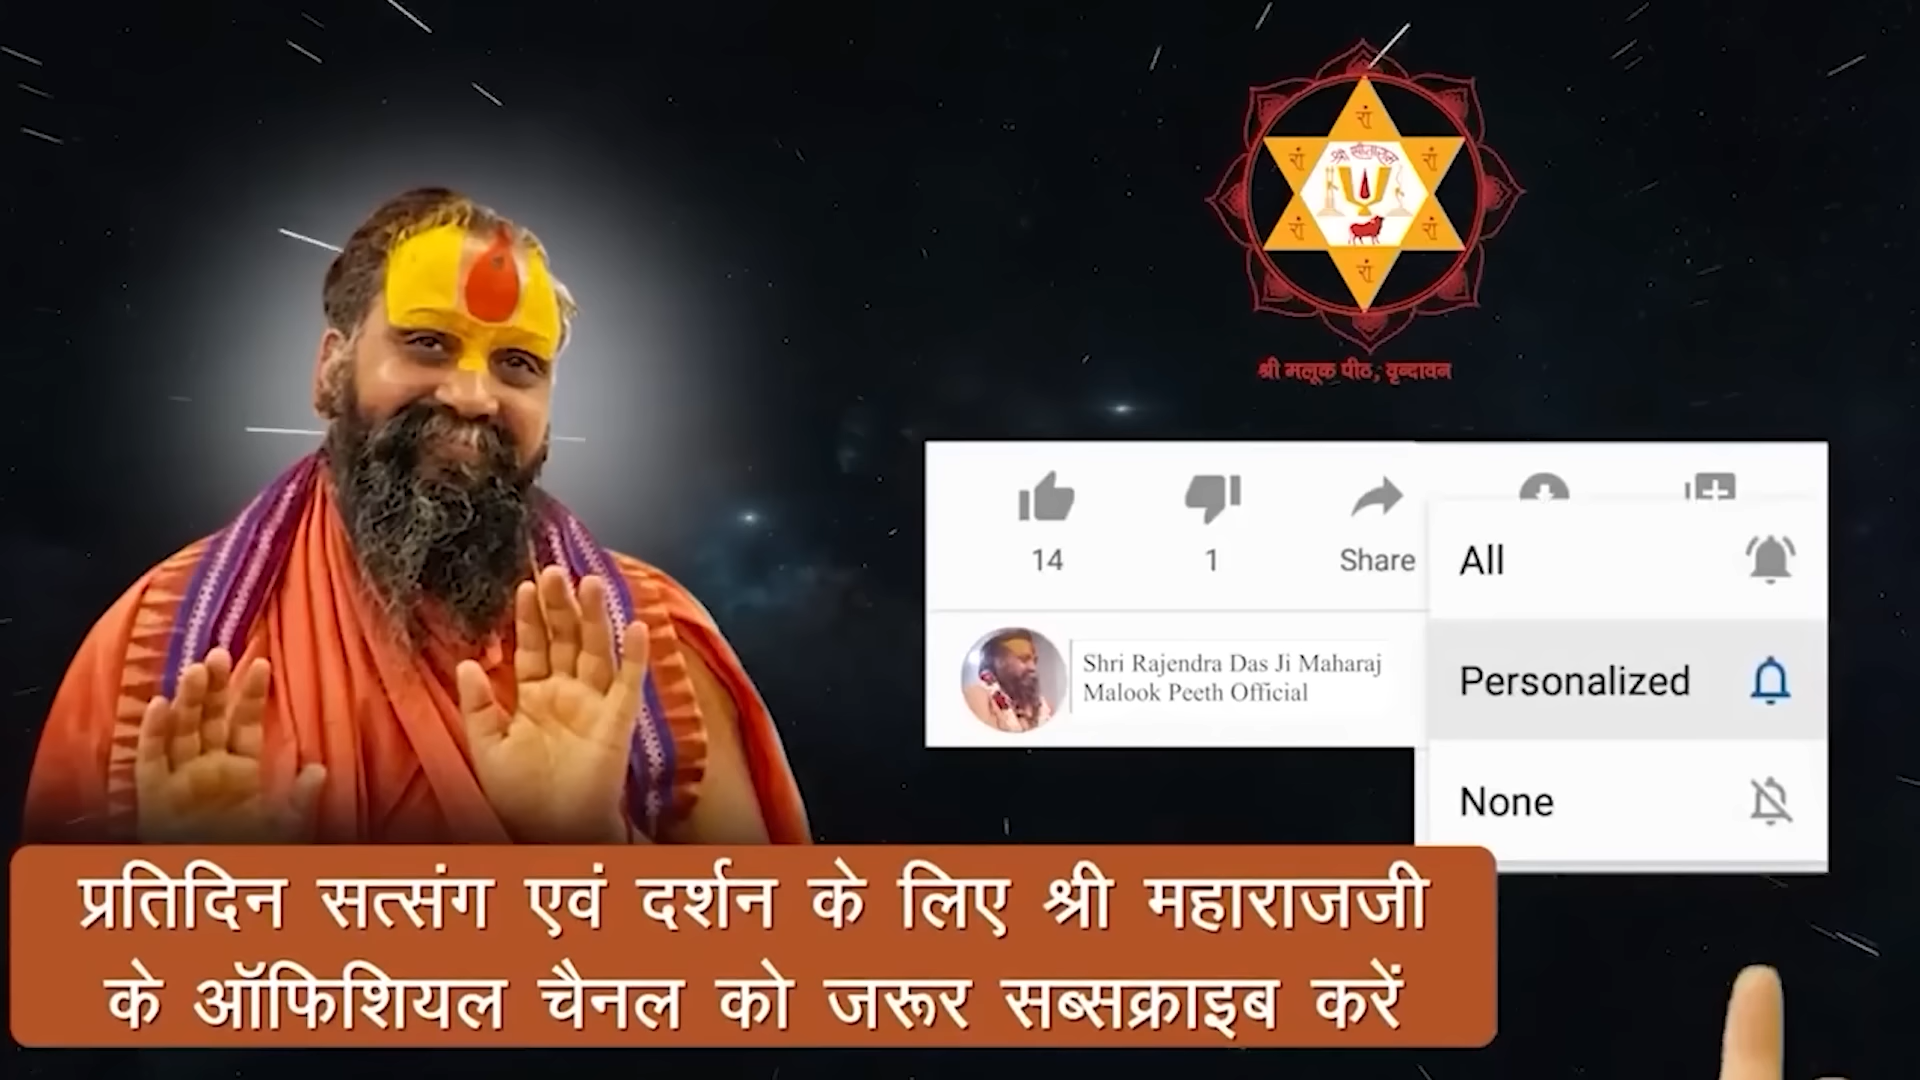 रां
रां
रां
श्री सीताराम
रां
रां
रां
श्री मलूक पीठ, वृन्दावन
14
1
Share
All
Shri Rajendra Das Ji Maharaj
Malook Peeth Official
Personalized
None
प्रतिदिन सत्संग एवं दर्शन के लिए श्री महाराजजी
के ऑफिशियल चैनल को जरूर सब्सक्राइब करें